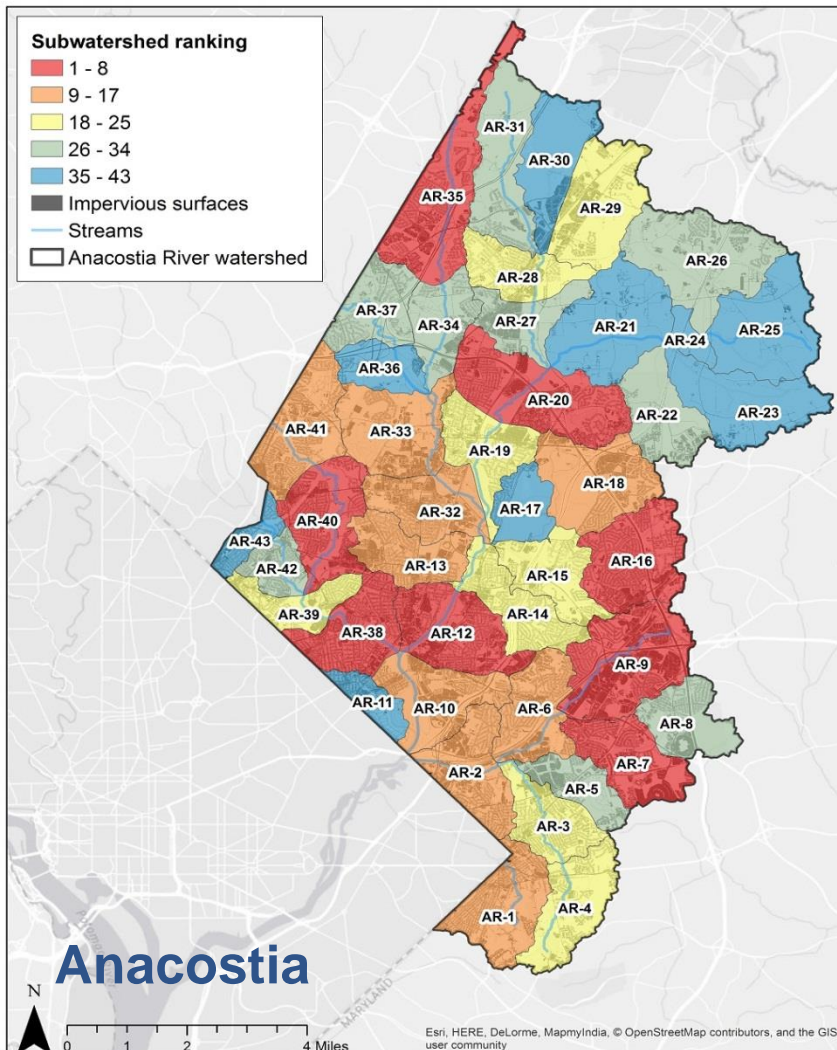 Subwatershed ranking
1 - 8
9 - 17
18 - 25
26 - 34
35 - 43
Impervious surfaces
Streams
Anacostia River watershed
AR-31
AR-30
AR-35
AR-29
AR-26
AR-28
AR-37
AR-34
AR-27
AR-21
AR-24
AR-25
AR-36
AR-20
AR-22
AR-23
AR-41
AR-33
AR-19
AR-18
AR-17
AR-40
AR-32
AR-43
AR-42
AR-13
AR-15
AR-16
AR-39
AR-14
AR-38
AR-12
AR-9
AR-11
AR-10
AR-6
AR-8
AR-7
AR-2
AR-5
AR-3
AR-1
AR-4
Anacostia
MARYLAND
N
0 1 2 4 Miles
Esri, HERE, DeLorme, MapmyIndia, © OpenStreetMap contributors, and the GIS
user community